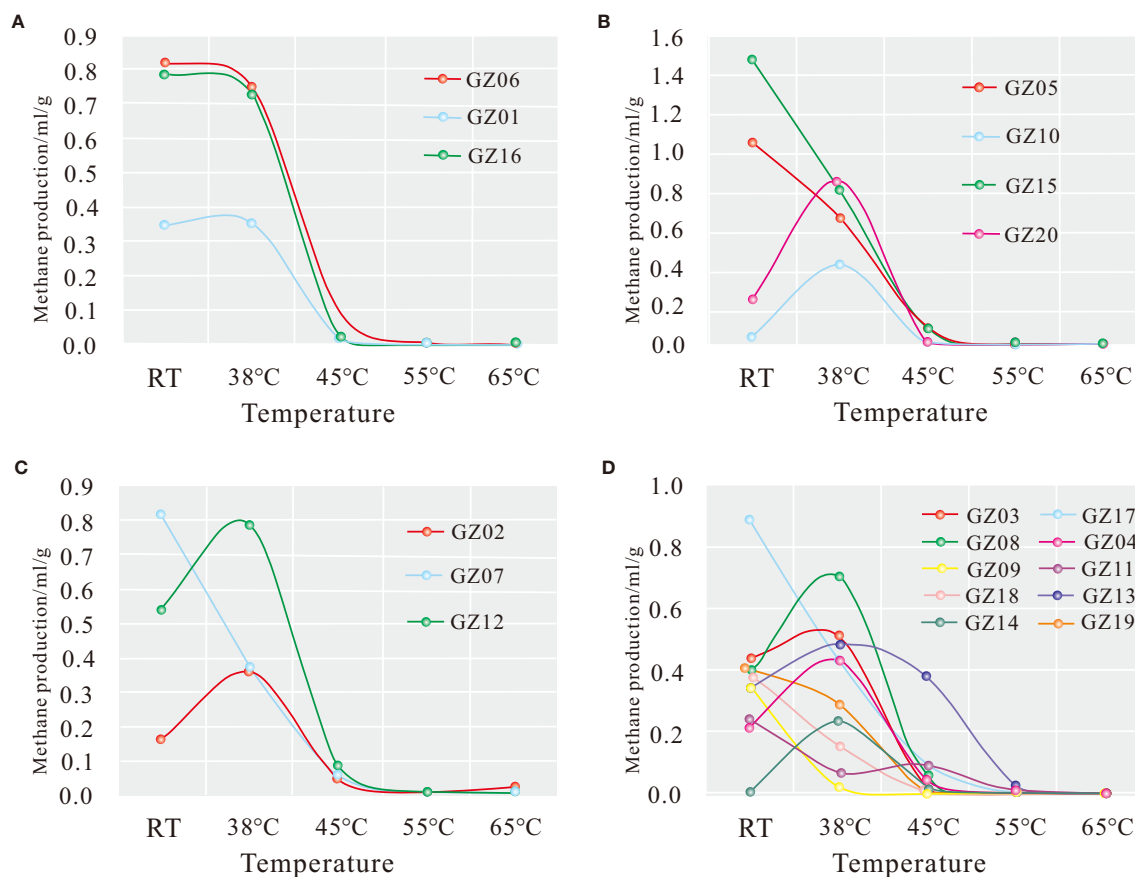 A
Methane production/ml/g
0.9
0.8
0.7
0.6
0.5
0.4
0.3
0.2
0.1
0.0
GZ06
GZ01
GZ16
RT 38°C 45°C 55°C 65°C
Temperature
B
Methane production/ml/g
1.6
1.4
1.2
1.0
0.8
0.6
0.4
0.2
0.0
GZ05
GZ10
GZ15
GZ20
RT 38°C 45°C 55°C 65°C
Temperature
C
Methane production/ml/g
0.9
0.8
0.7
0.6
0.5
0.4
0.3
0.2
0.1
0.0
GZ02
GZ07
GZ12
RT 38°C 45°C 55°C 65°C
Temperature
D
Methane production/ml/g
1.0
0.8
0.6
0.4
0.2
0.0
GZ03 GZ17
GZ08 GZ04
GZ09 GZ11
GZ18 GZ13
GZ14 GZ19
RT 38°C 45°C 55°C 65°C
Temperature